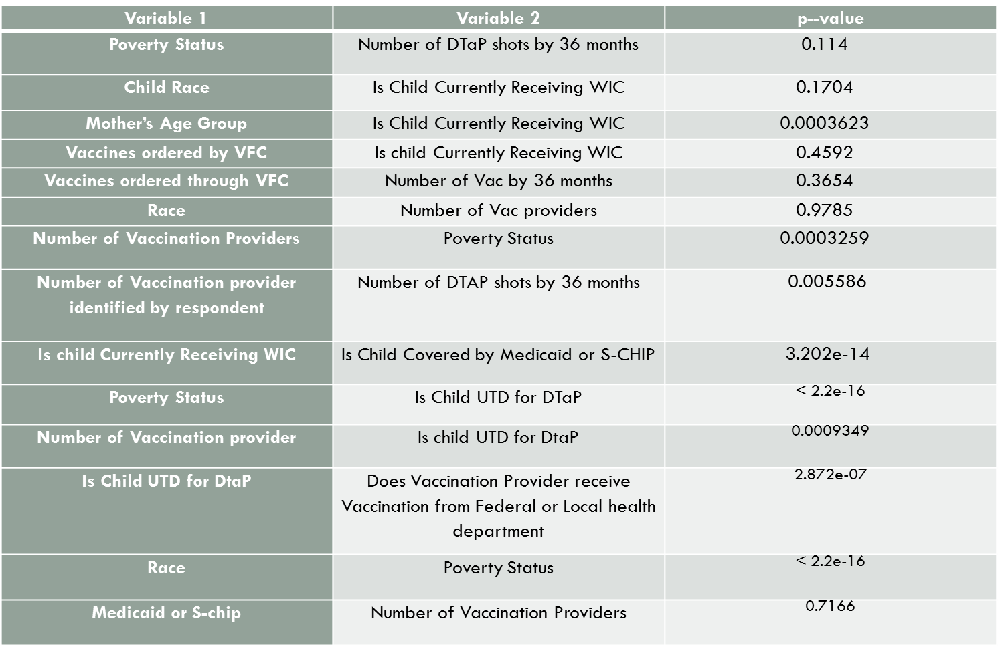 Variable 1 Variable 2 p--value
Poverty Status Number of DTaP shots by 36 months 0.114
Child Race Is Child Currently Receiving WIC 0.1704
Mother's Age Group Is Child Currently Receiving WIC 0.0003623
Vaccines ordered by VFC Is child Currently Receiving WIC 0.4592
Vaccines ordered through VFC Number of Vac by 36 months 0.3654
Race Number of Vac providers 0.9785
Number of Vaccination Providers Poverty Status 0.0003259
Number of Vaccination provider Number of DTAP shots by 36 months 0.005586
identified by respondent
Is child Currently Receiving WIC Is Child Covered by Medicaid or S-CHIP 3.202e-14
Poverty Status Is Child UTD for DTaP < 2.2e-16
Number of Vaccination provider Is child UTD for DtaP 0.0009349
Is Child UTD for DtaP Does Vaccination Provider receive 2.872e-07
Vaccination from Federal or Local health
department
Race Poverty Status < 2.2e-16
Medicaid or S-chip Number of Vaccination Providers 0.7166